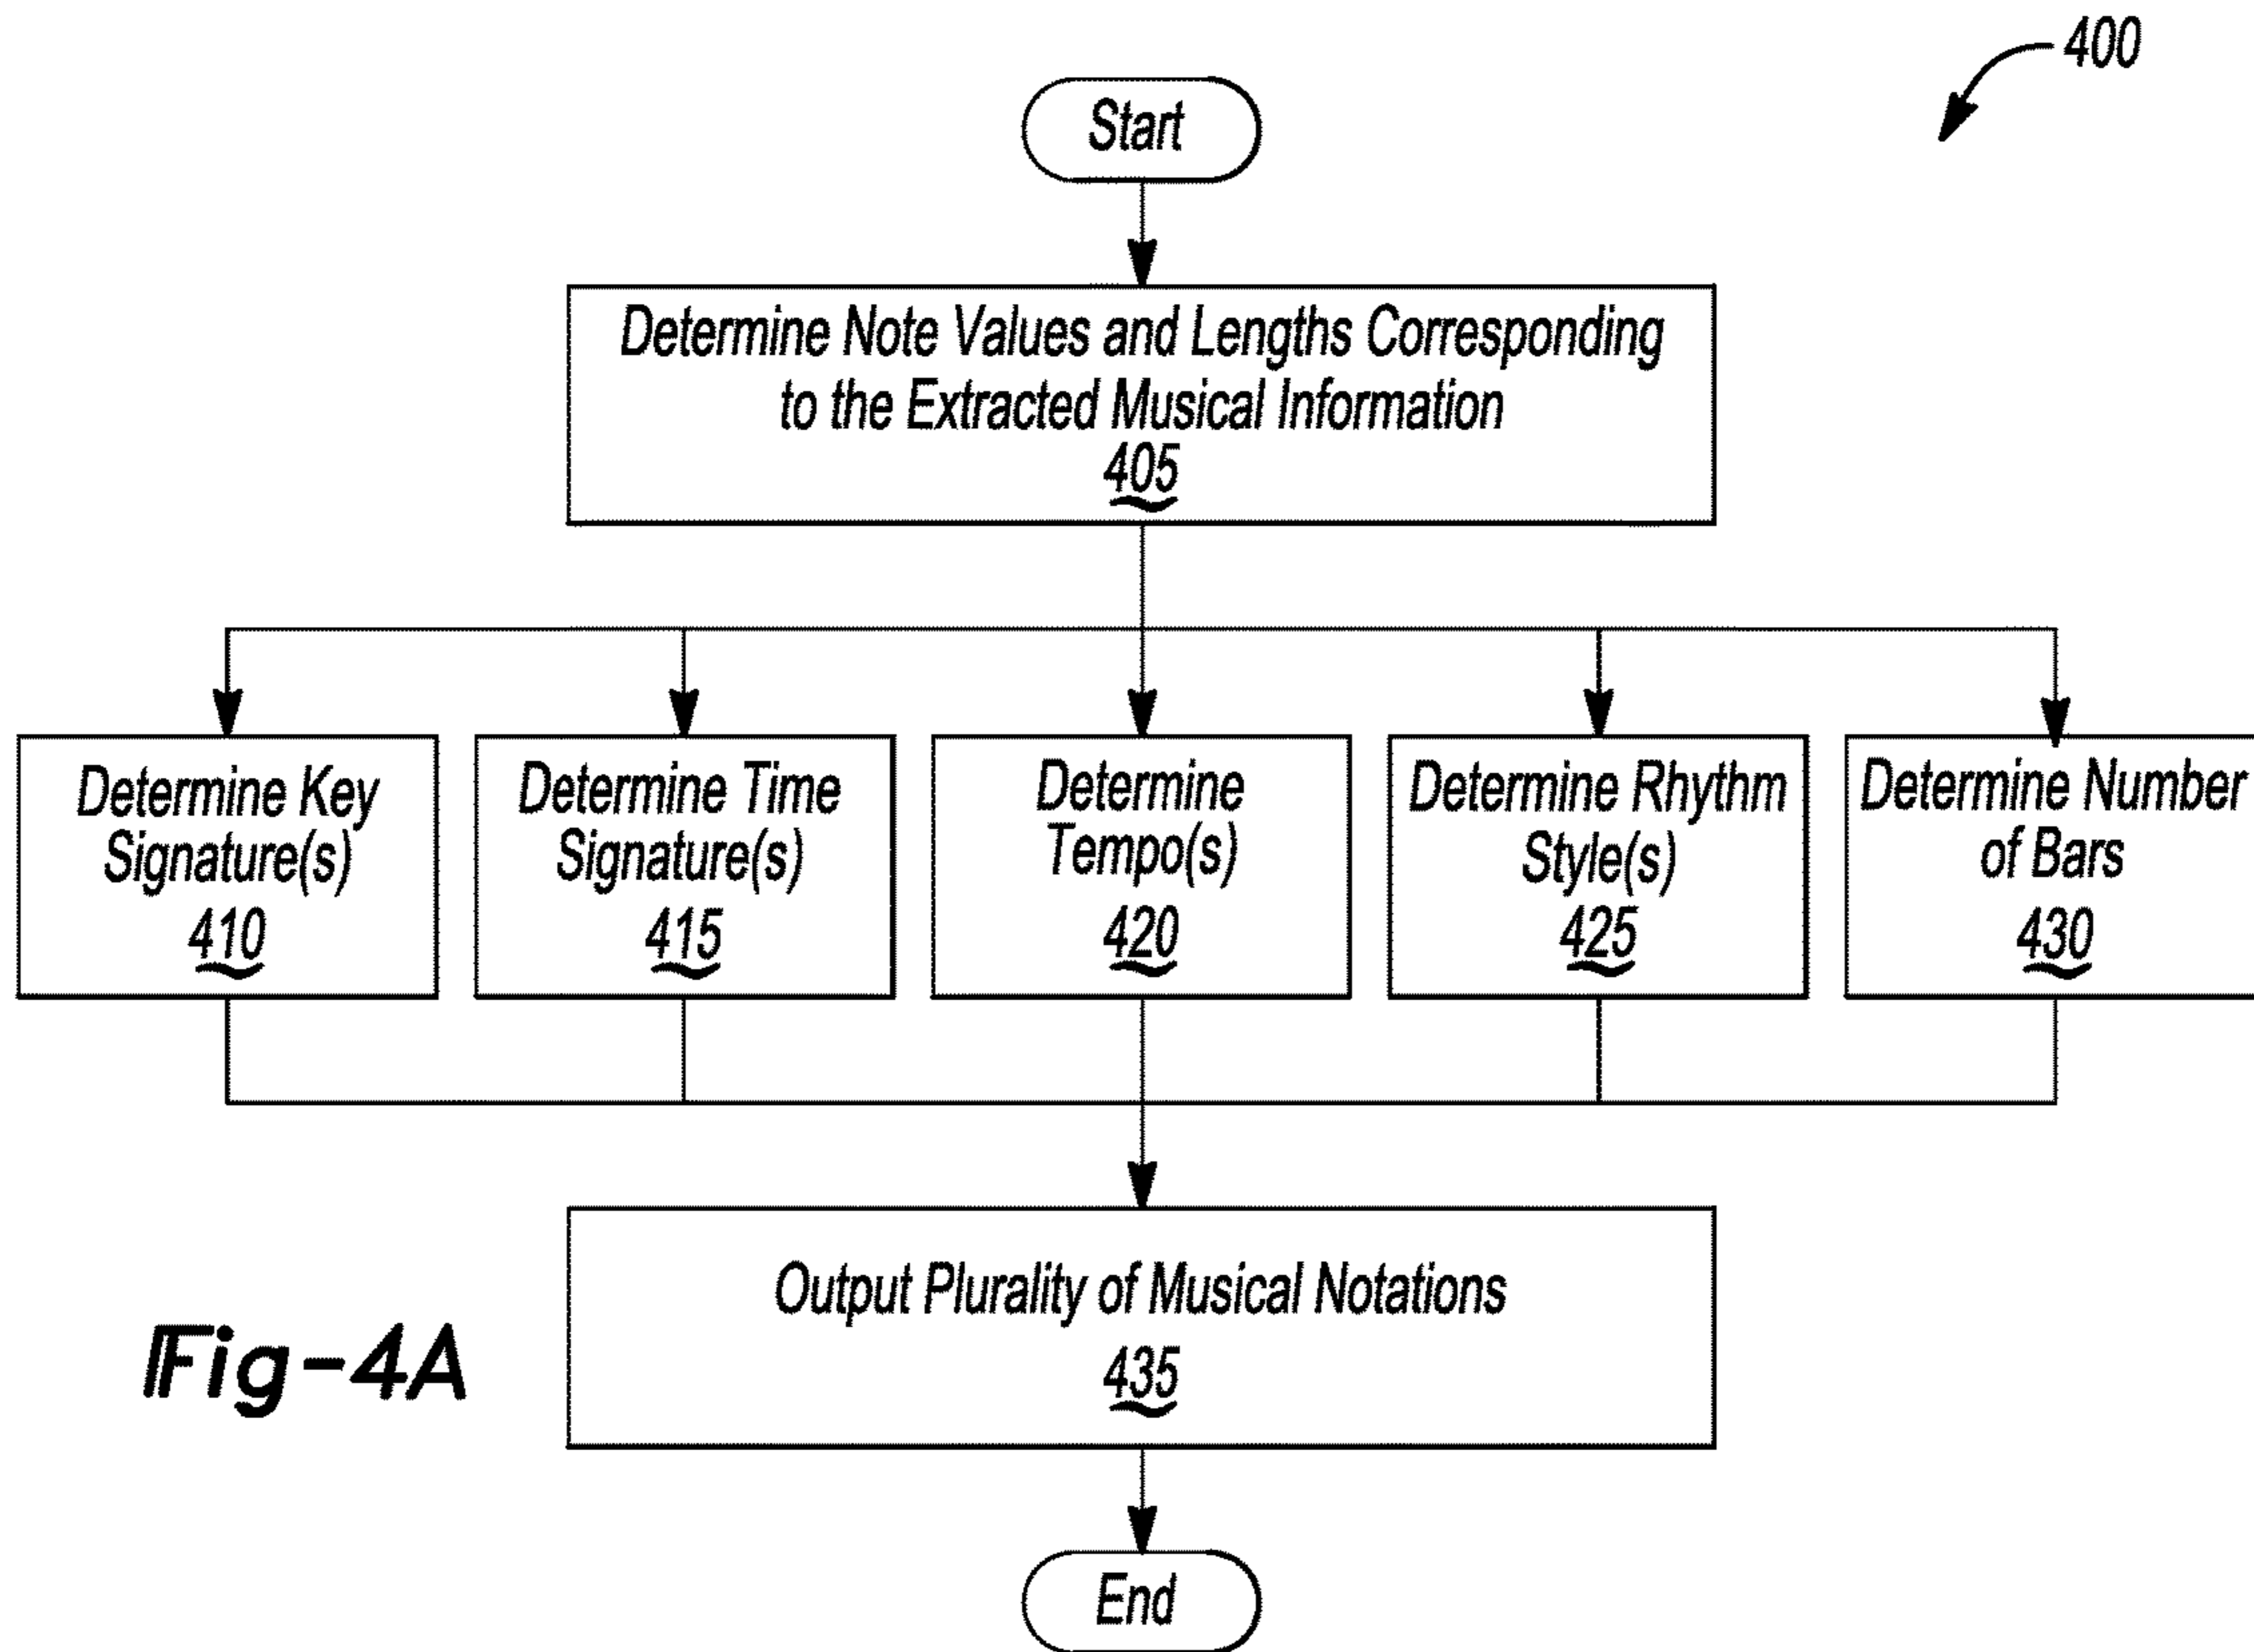 400
Start
Determine Note Values and Lengths Corresponding
to the Extracted Musical Information
405
Determine Key
Signature(s)
410
Determine Time
Signature(s)
415
Determine
Tempo(s)
420
Determine Rhythm
Style(s)
425
Determine Number
of Bars
430
Output Plurality of Musical Notations
435
Fig-4A
End